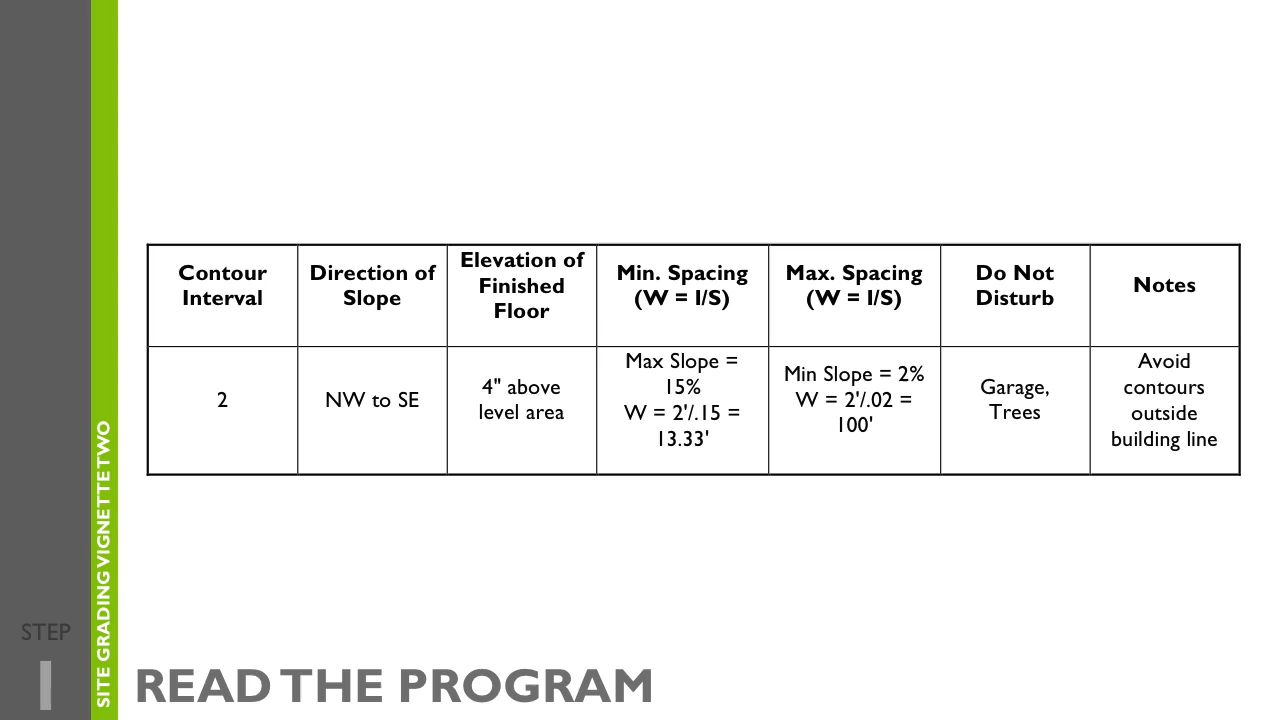 Contour
Interval
Direction of
Slope
Elevation of
Finished
Floor
Min. Spacing
(W = I/S)
Max. Spacing
(W = I/S)
Do Not
Disturb
Notes
2
NW to SE
4" above
level area
Max Slope =
15%
W = 2'/.15 =
13.33'
Min Slope = 2%
W = 2'/.02 =
100'
Garage,
Trees
Avoid
contours
outside
building line
SITE GRADING VIGNETTE TWO
STEP
1
READ THE PROGRAM